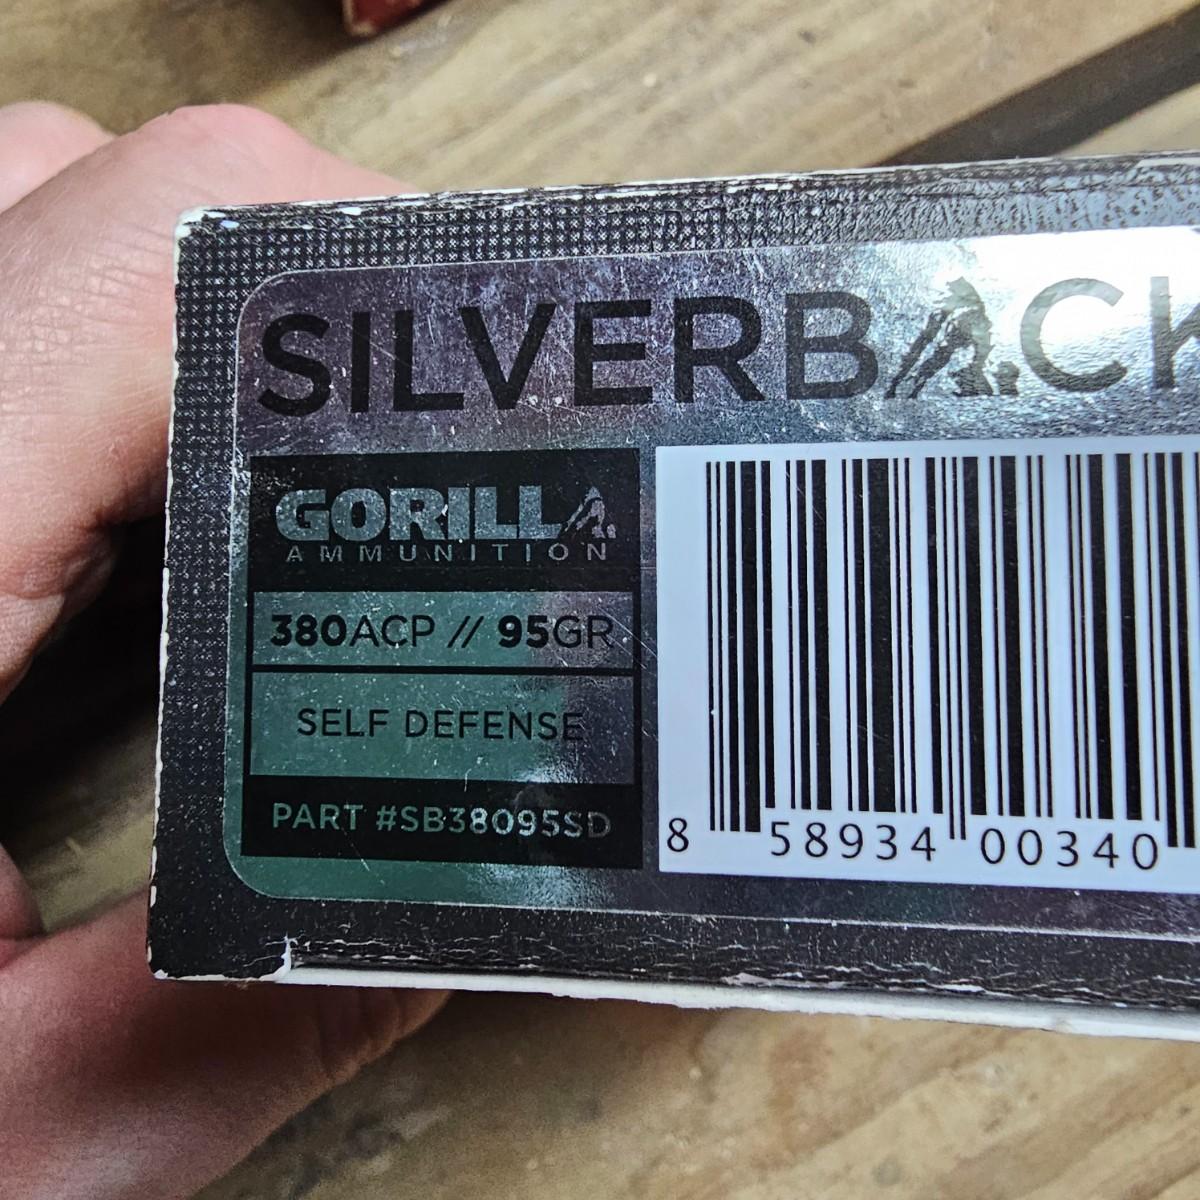 SILVERBACK
GORILLA
AMMUNITION
380ACP // 95GR
SELF DEFENSE
PART #SB38095SD
8 58934 00340